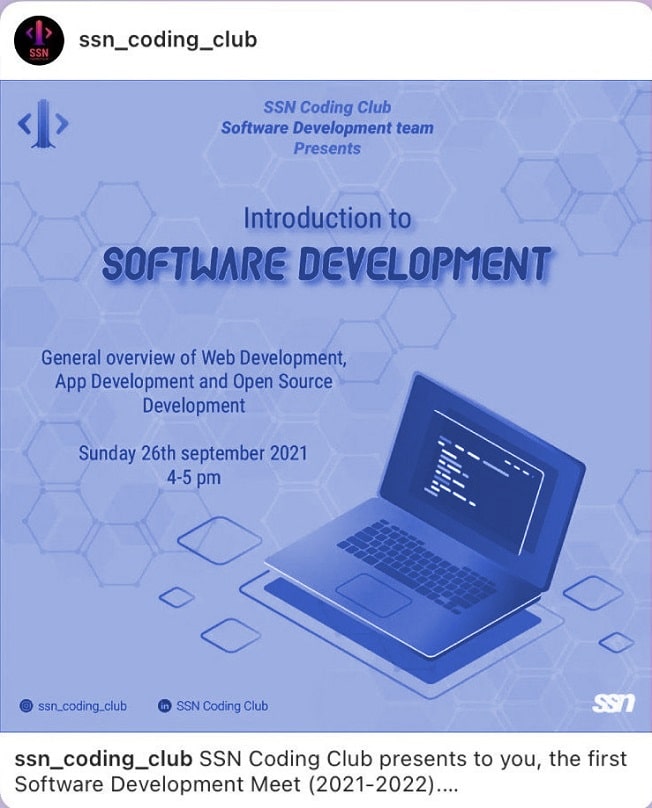 SSN
ssn_coding_club
SSN Coding Club
Software Development team
Presents
Introduction to
SOFTWARE DEVELOPMENT
General overview of Web Development,
App Development and Open Source
Development
Sunday 26th september 2021
4-5 pm
ssn_coding_club
in SSN Coding Club
ssn
ssn_coding_club SSN Coding Club presents to you, the first
Software Development Meet (2021-2022)....